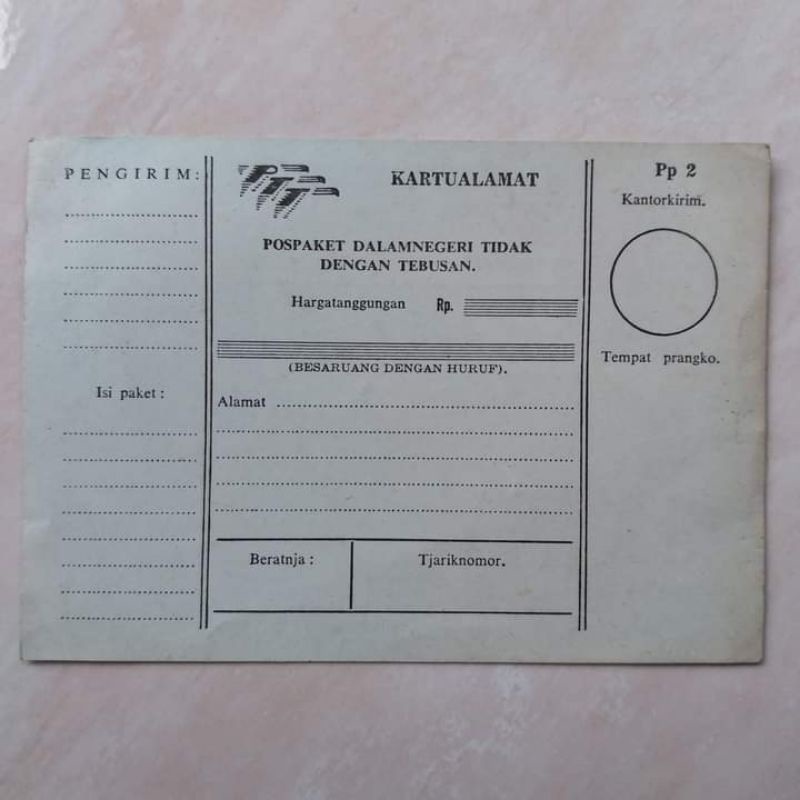 PENGIRIM:
Isi paket :
PTT
KARTUALAMAT
POSPAKET DALAMNEGERI TIDAK
DENGAN TEBUSAN.
Hargatanggungan Rp.
(BESARUANG DENGAN HURUF).
Alamat
Beratnja :
Tjariknomor.
Pp 2
Kantorkirim.
Tempat prangko.